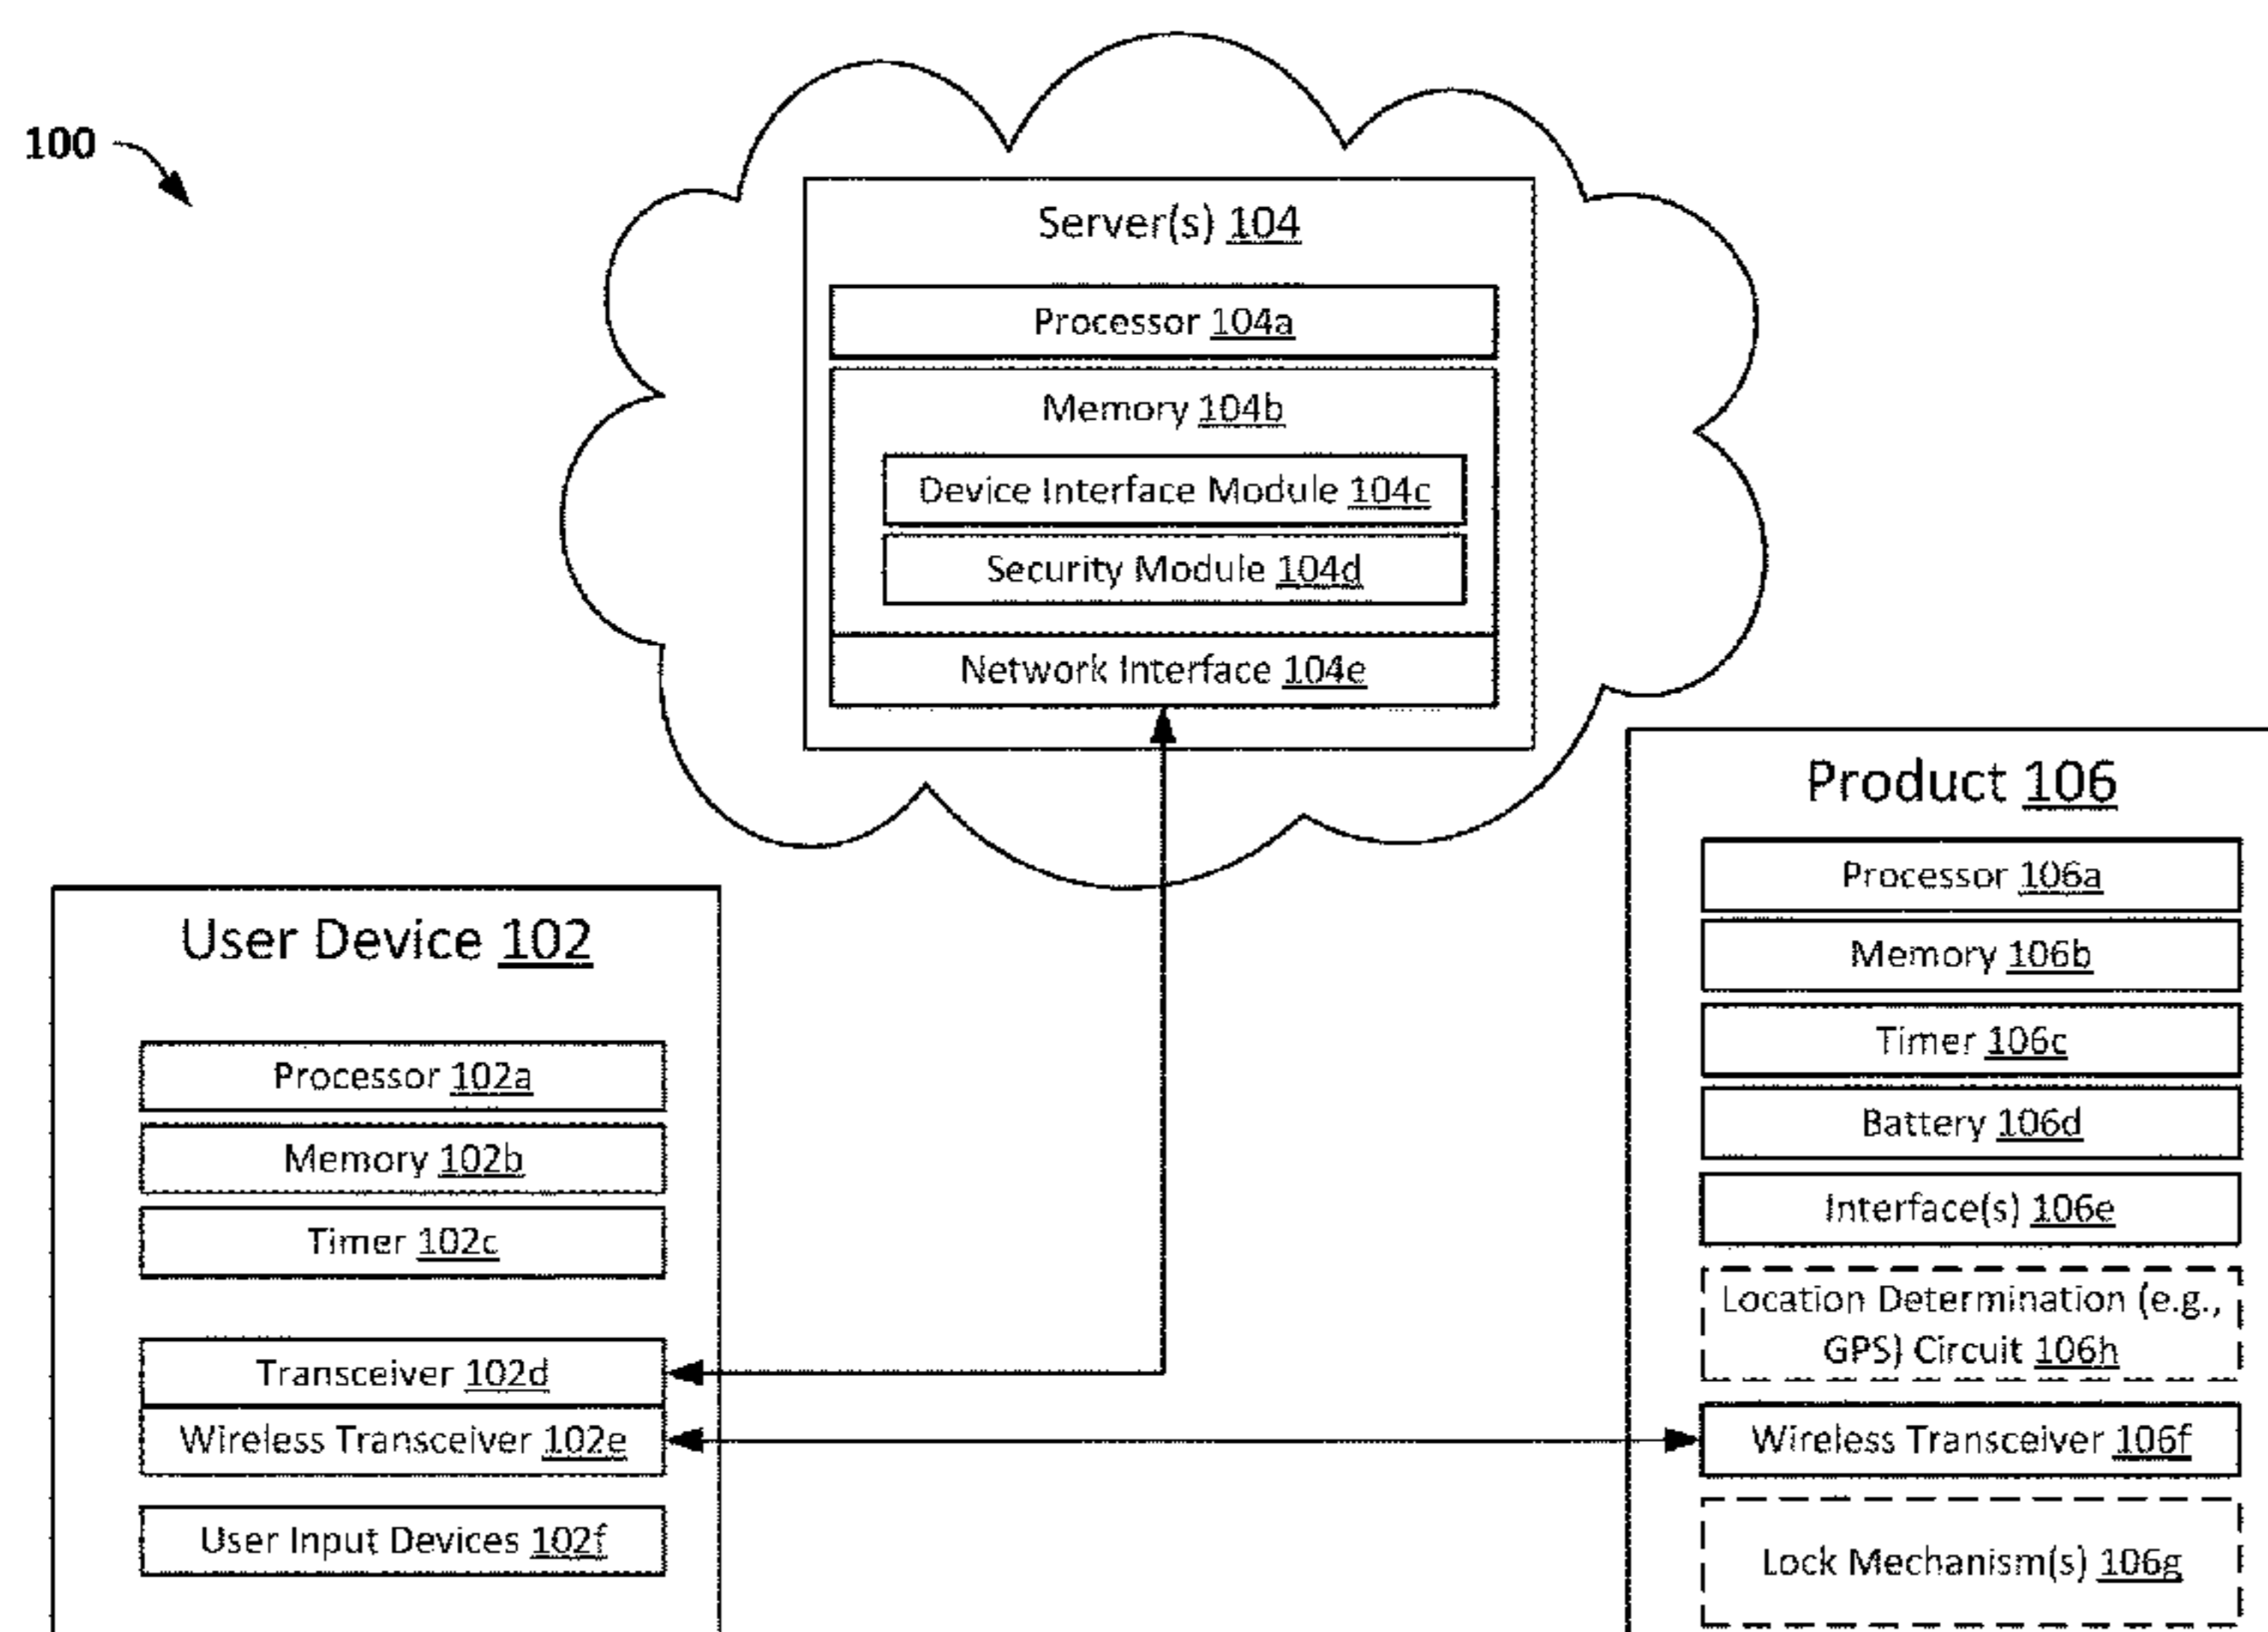 100
Server(s) 104
Processor 104a
Memory 104b
Device Interface Module 104c
Security Module 104d
Network Interface 104e
User Device 102
Processor 102a
Memory 102b
Timer 102c
Transceiver 102d
Wireless Transceiver 102e
User Input Devices 102f
Product 106
Processor 106a
Memory 106b
Timer 106c
Battery 106d
Interface(s) 106e
Location Determination (e.g.,
GPS) Circuit 106h
Wireless Transceiver 106f
Lock Mechanism(s) 106g